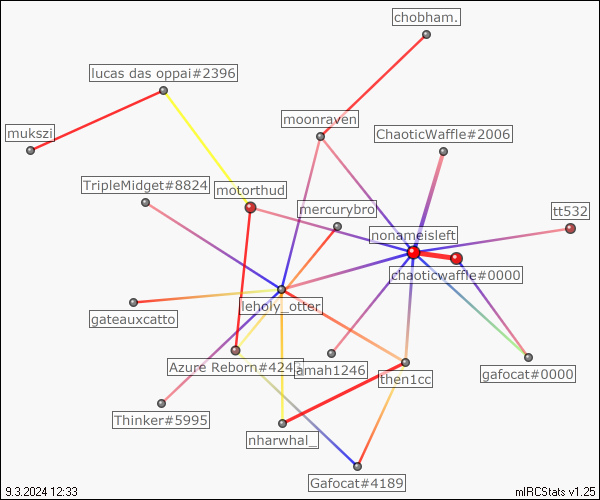 chobham.
lucas das oppai#2396
moonraven
mukszi
ChaoticWaffle#2006
TripleMidget#8824
motorthud
mercurybro
tt532
nonameisleft
chaoticwaffle#0000
leholy_otter
gateauxcatto
Azure Reborn#424
amah1246
then1cc
gafocat#0000
Thinker#5995
nharwhal_
Gafocat#4189
9.3.2024 12:33
mIRCStats v1.25